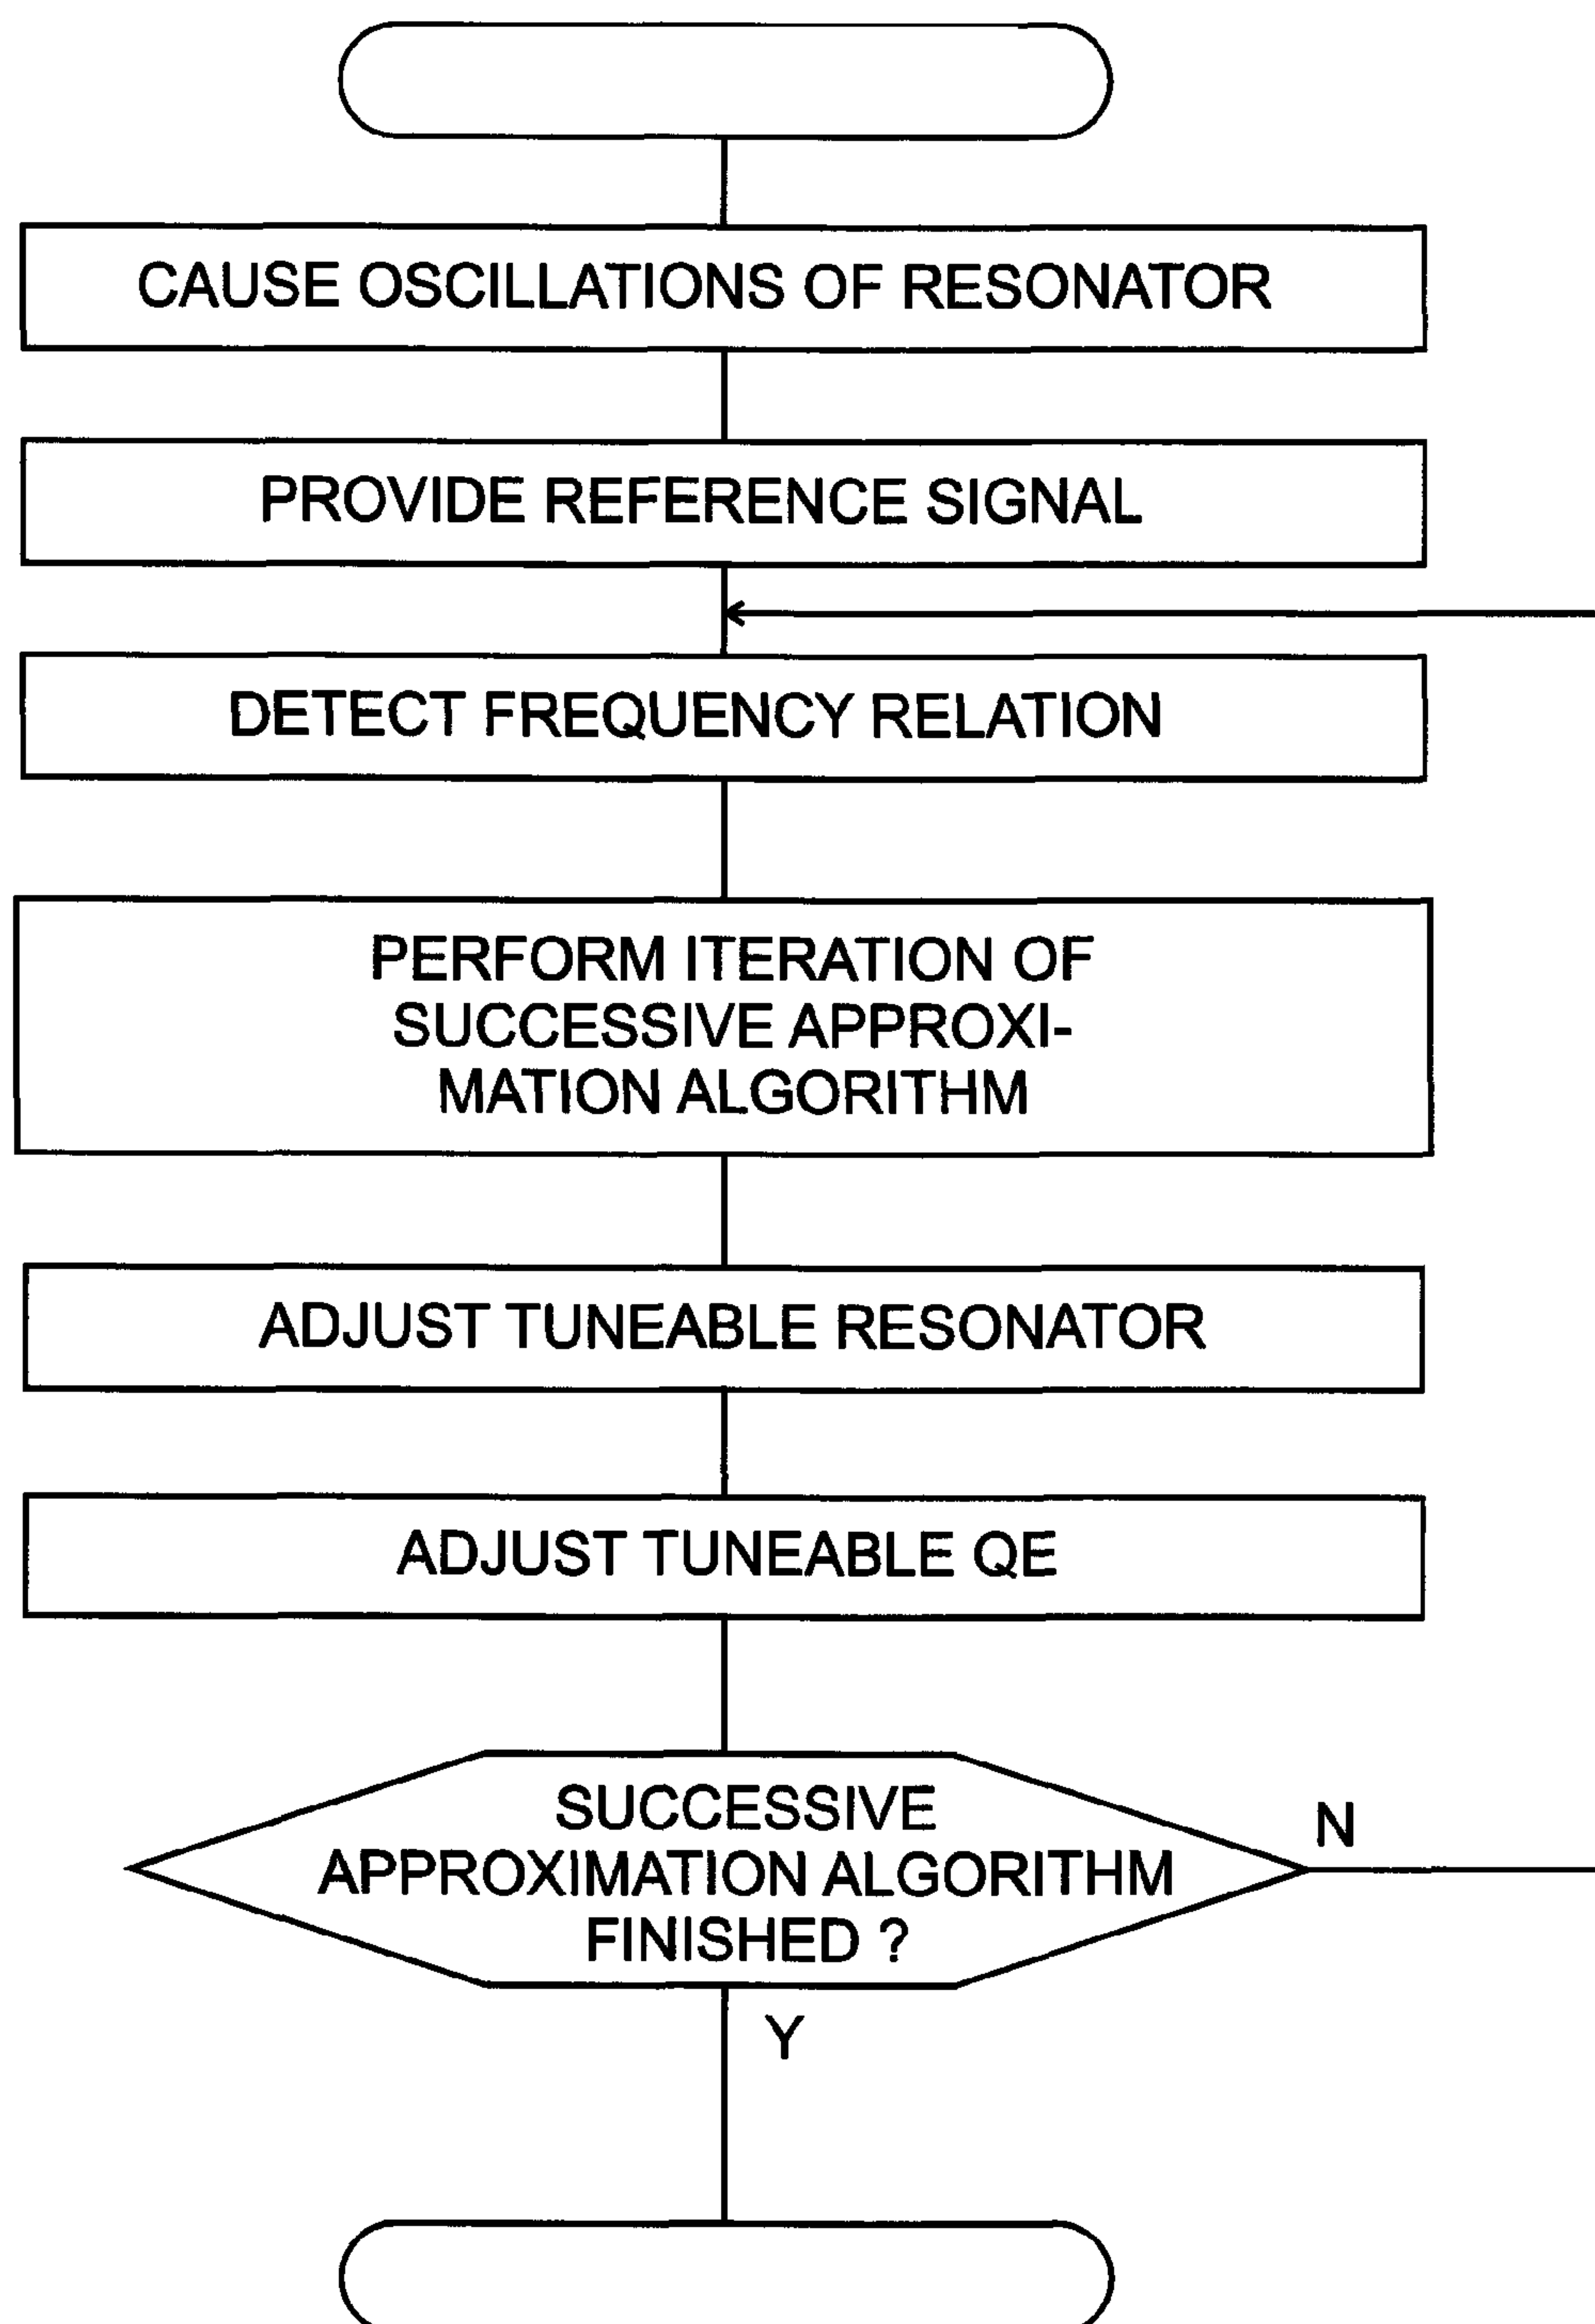 CAUSE OSCILLATIONS OF RESONATOR
PROVIDE REFERENCE SIGNAL
DETECT FREQUENCY RELATION
PERFORM ITERATION OF
SUCCESSIVE APPROXI-
MATION ALGORITHM
ADJUST TUNEABLE RESONATOR
ADJUST TUNEABLE QE
SUCCESSIVE
APPROXIMATION ALGORITHM
FINISHED ?
N
Y